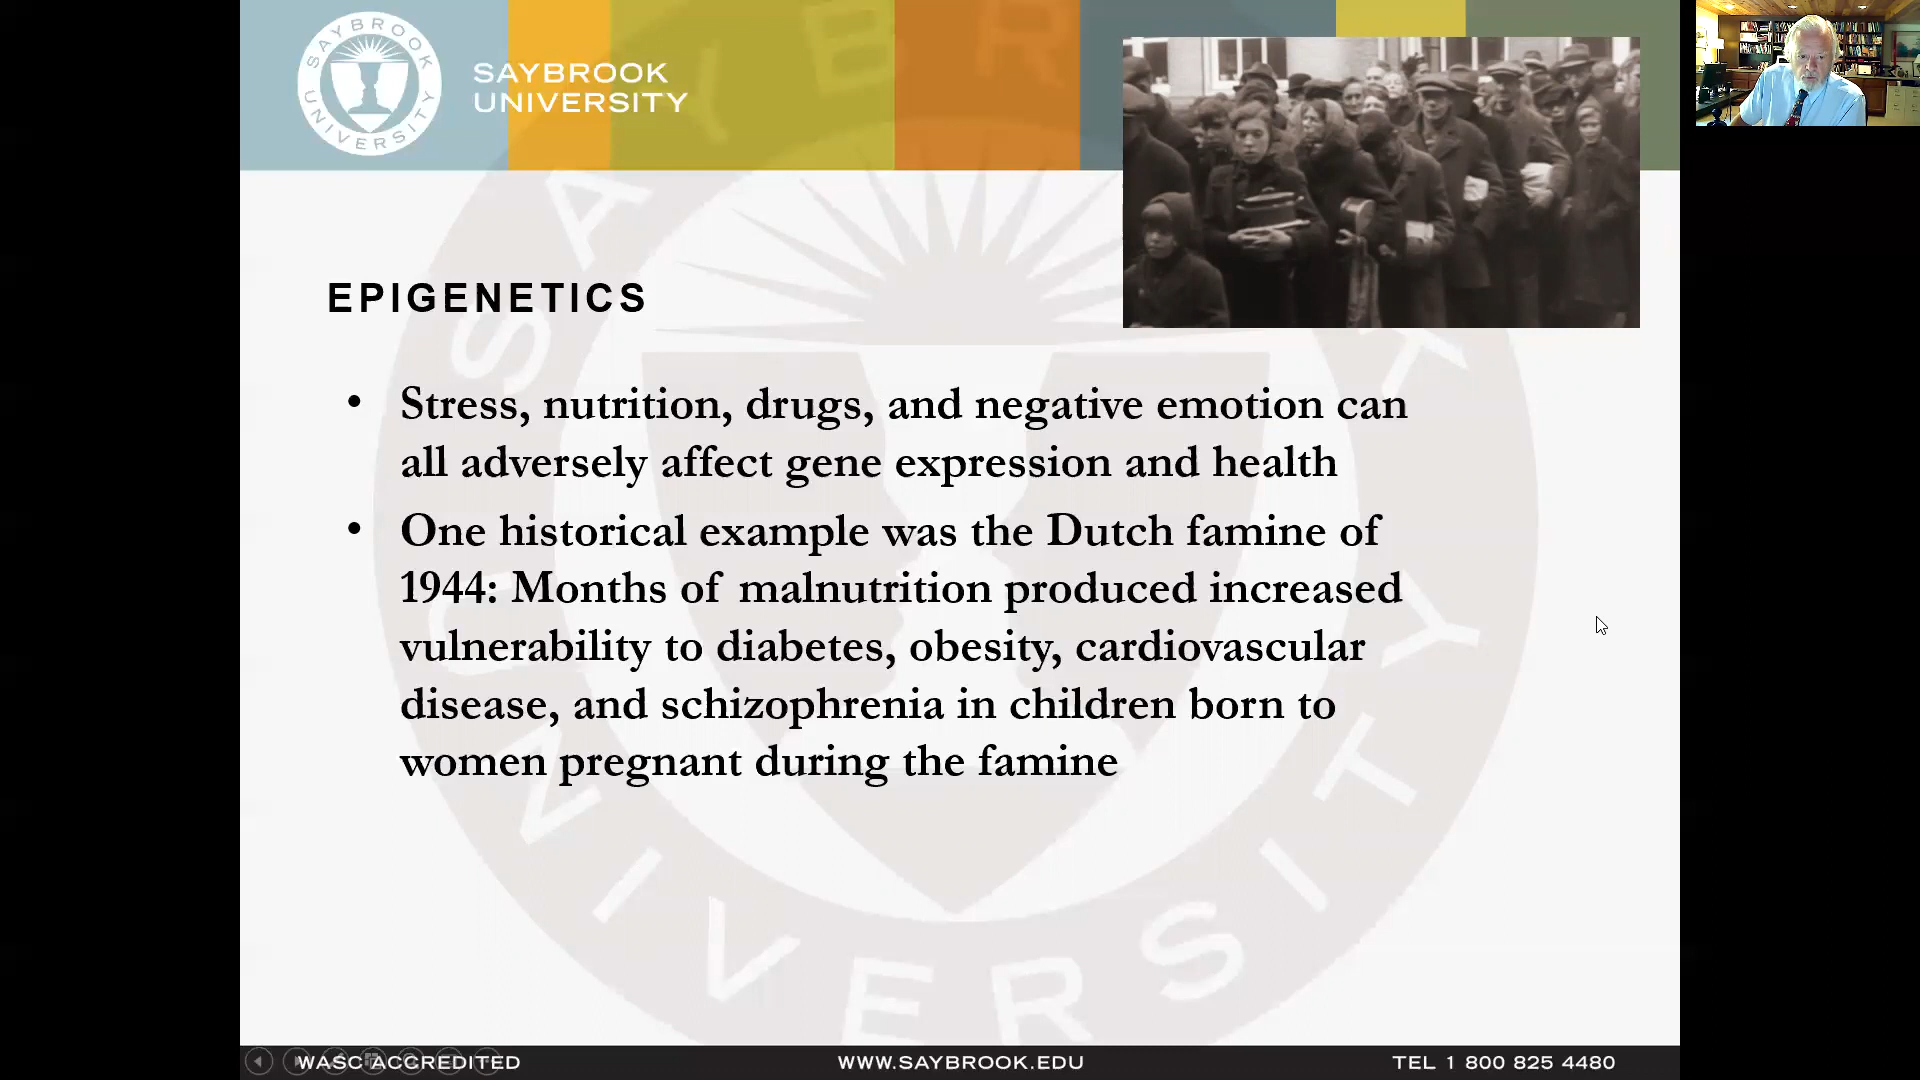 SAYBROOK UNIVERSITY
SAYBROOK
UNIVERSITY
EPIGENETICS
• Stress, nutrition, drugs, and negative emotion can
all adversely affect gene expression and health
• One historical example was the Dutch famine of
1944: Months of malnutrition produced increased
vulnerability to diabetes, obesity, cardiovascular
disease, and schizophrenia in children born to
women pregnant during the famine
WASC ACCREDITED
WWW.SAYBROOK.EDU
TEL 1 800 825 4480